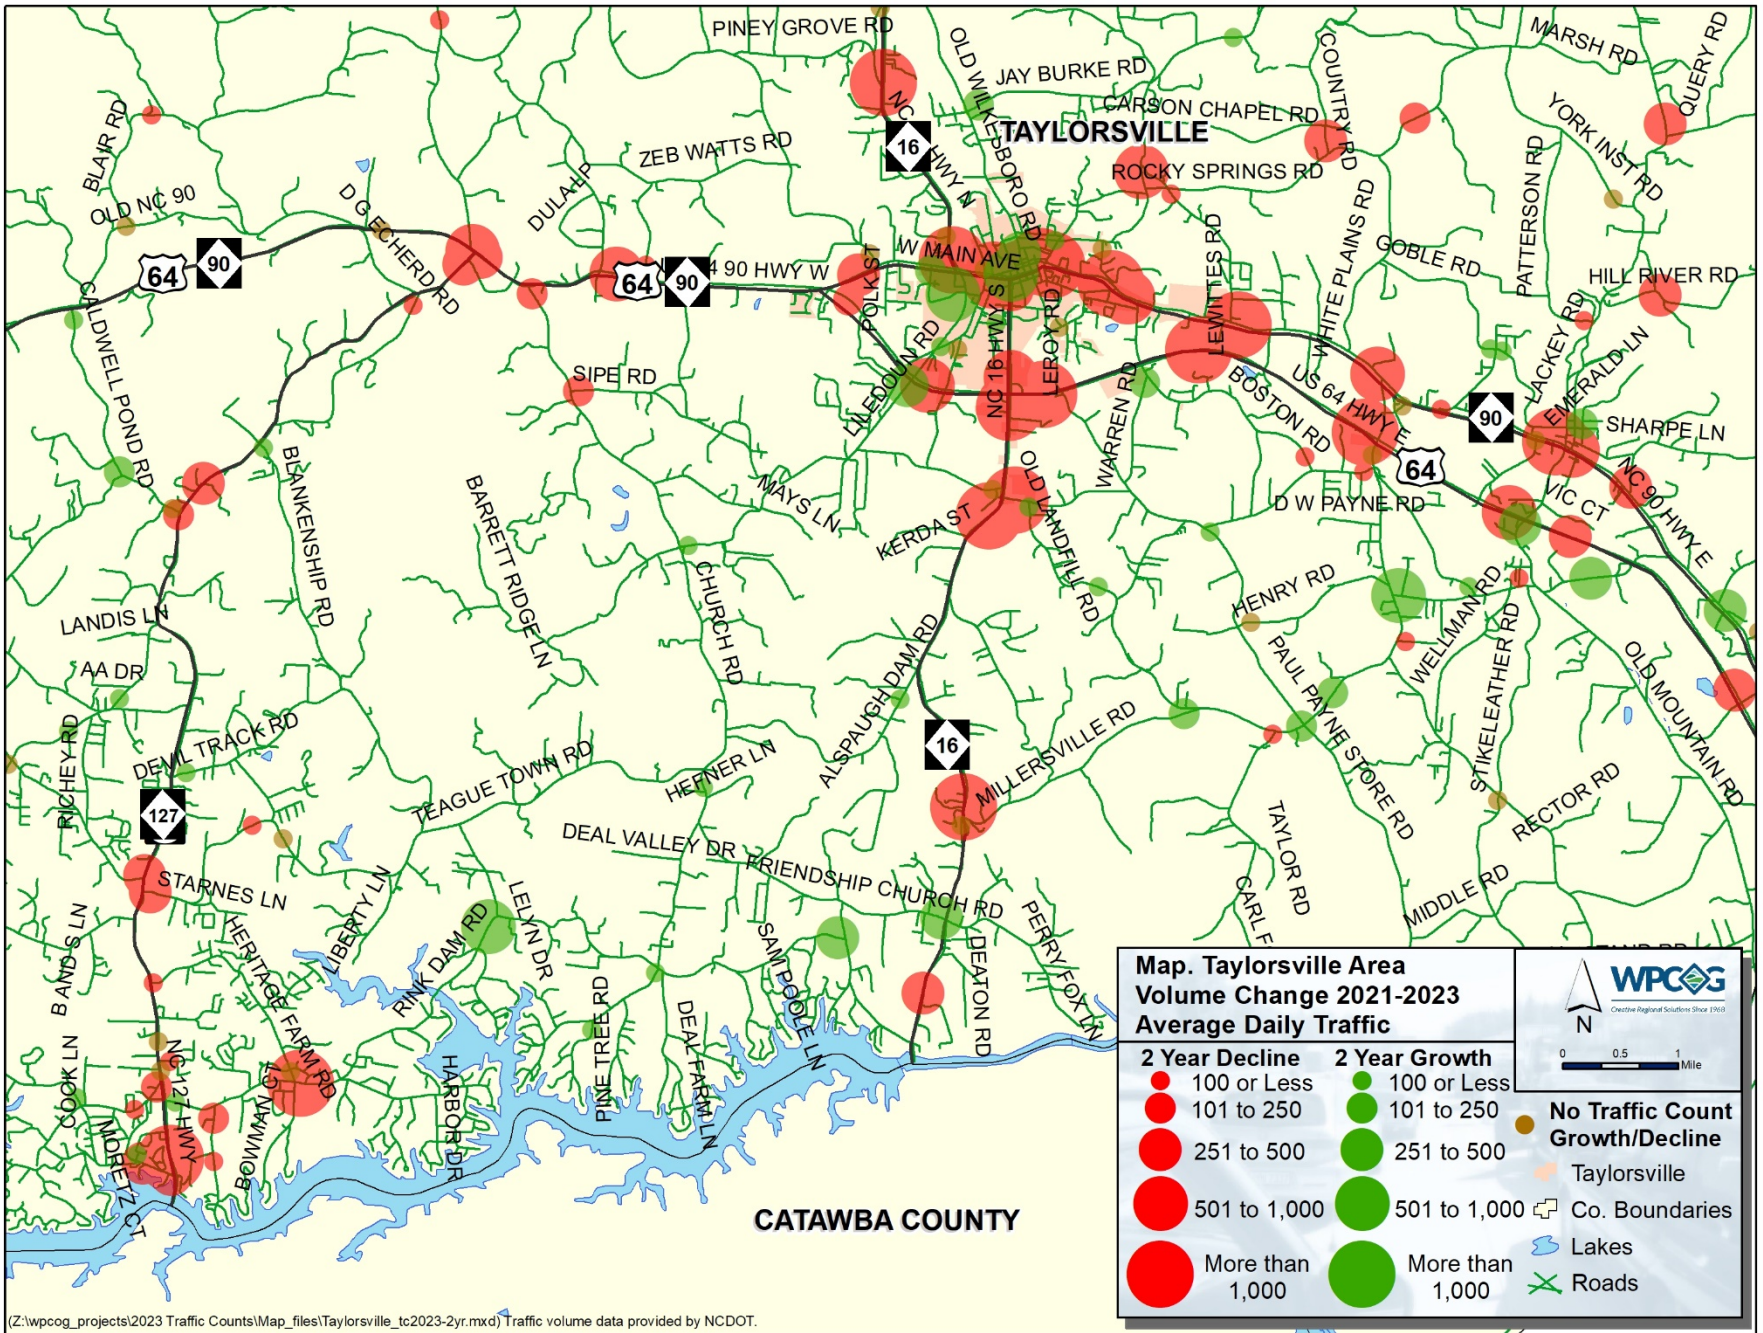 PINEY GROVE RD
OLD WILKESBORO RD
JAY BURKE RD
COUNTRY RD
MARSH RD
QUERY RD
BLAIR RD
NC
16
HWY N
CARSON CHAPEL RD
TAYLORSVILLE
YORK INST RD
ZEB WATTS RD
ROCKY SPRINGS RD
PATTERSON RD
OLD NC 90
D G ECHERD RD
DULA LP
WHITE PLAINS RD
LEWITTES RD
GOBLE RD
HILL RIVER RD
64
90
W MAIN AVE
64
4 90 HWY W
90
POLK ST
CALDWELL POND RD
NC 16 HWY S
LEROY RD
LILEDOUN RD
LACKEY RD
EMERALD LN
SIPE RD
WARREN RD
BOSTON RD
US 64 HWY E
90
SHARPE LN
64
BLANKENSHIP RD
BARRETT RIDGE LN
MAYS LN
KERDA ST
OLD LANDFILL RD
D W PAYNE RD
VIC CT
NC 90 HWY E
LANDIS LN
CHURCH RD
HENRY RD
AA DR
ALSPAUGH DAM RD
PAUL PAYNE STORE RD
WELLMAN RD
STIKELEATHER RD
OLD MOUNTAIN RD
RICHEY RD
DEVIL TRACK RD
16
MILLERSVILLE RD
TEAGUE TOWN RD
HEFNER LN
127
RECTOR RD
DEAL VALLEY DR
FRIENDSHIP CHURCH RD
TAYLOR RD
STARNES LN
MIDDLE RD
B ANDS LN
HERITAGE FARM RD
LIBERTY LN
RINK DAM RD
LELYN DR
SAM POOLE LN
DEATON RD
PERRY FOX LN
CARL F
COOK LN
NC 127 HWY
BOWMAN CT
HARBOR DR
PINE TREE RD
DEAL FARM LN
MORETZ CT
CATAWBA COUNTY
Map. Taylorsville Area
Volume Change 2021-2023
Average Daily Traffic
WPCOG
Creative Regional Solutions Since 1968
N
0 0.5 1
Mile
2 Year Decline 2 Year Growth
100 or Less 100 or Less
101 to 250 101 to 250
251 to 500 251 to 500
501 to 1,000 501 to 1,000
More than More than
1,000 1,000
No Traffic Count
Growth/Decline
Taylorsville
Co. Boundaries
Lakes
Roads
(Z:\wpcog_projects\2023 Traffic Counts\Map_files\Taylorsville_tc2023-2yr.mxd) Traffic volume data provided by NCDOT.